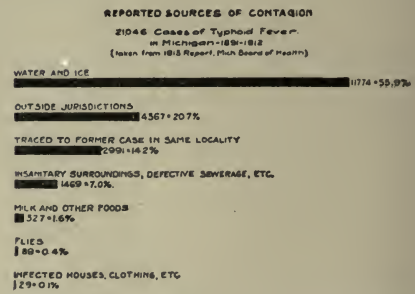 REPORTED SOURCES OF CONTAGION
21,046 Cases of Typhoid Fever
in Michigan-1891-1912
(taken from 1913 Report, Mich Board of Health)
WATER AND ICE
11774=55.9%
OUTSIDE JURISDICTIONS
4367=20.7%
TRACED TO FORMER CASE IN SAME LOCALITY
2991=14.2%
INSANITARY SURROUNDINGS, DEFECTIVE SEWERAGE, ETC.
1469=7.0%
MILK AND OTHER FOODS
327=1.6%
FLIES
89=0.4%
INFECTED HOUSES, CLOTHING, ETC
29=0.1%